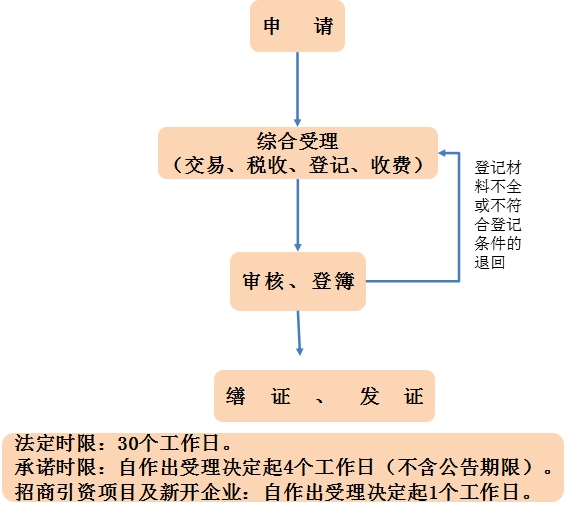 申 请
综合受理
（交易、税收、登记、收费）
登记材
料不全
或不符
合登记
条件的
退回
审核、登簿
缮 证 、 发 证
法定时限：30个工作日。
承诺时限：自作出受理决定起4个工作日（不含公告期限）。
招商引资项目及新开企业：自作出受理决定起1个工作日。